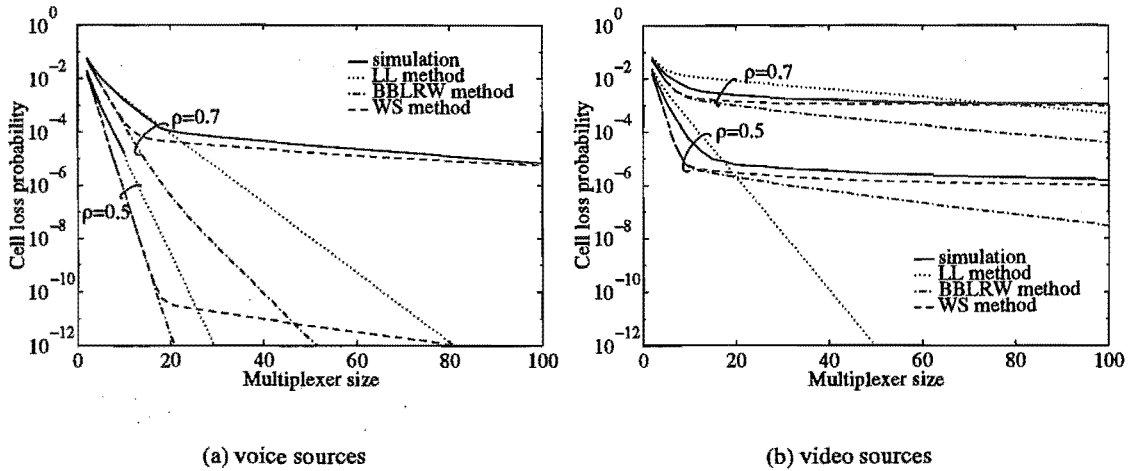 10^0
10^-2
10^-4
10^-6
10^-8
10^-10
10^-12
Cell loss probability
simulation
LL method
BBLRW method
WS method
ρ=0.7
ρ=0.5
0 20 40 60 80 100
Multiplexer size
(a) voice sources
10^0
10^-2
10^-4
10^-6
10^-8
10^-10
10^-12
Cell loss probability
ρ=0.7
ρ=0.5
simulation
LL method
BBLRW method
WS method
0 20 40 60 80 100
Multiplexer size
(b) video sources